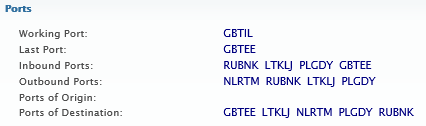 Ports
Working Port: GBTIL
Last Port: GBTEE
Inbound Ports: RUBNK LTKLJ PLGDY GBTEE
Outbound Ports: NLRTM RUBNK LTKLJ PLGDY
Ports of Origin:
Ports of Destination: GBTEE LTKLJ NLRTM PLGDY RUBNK